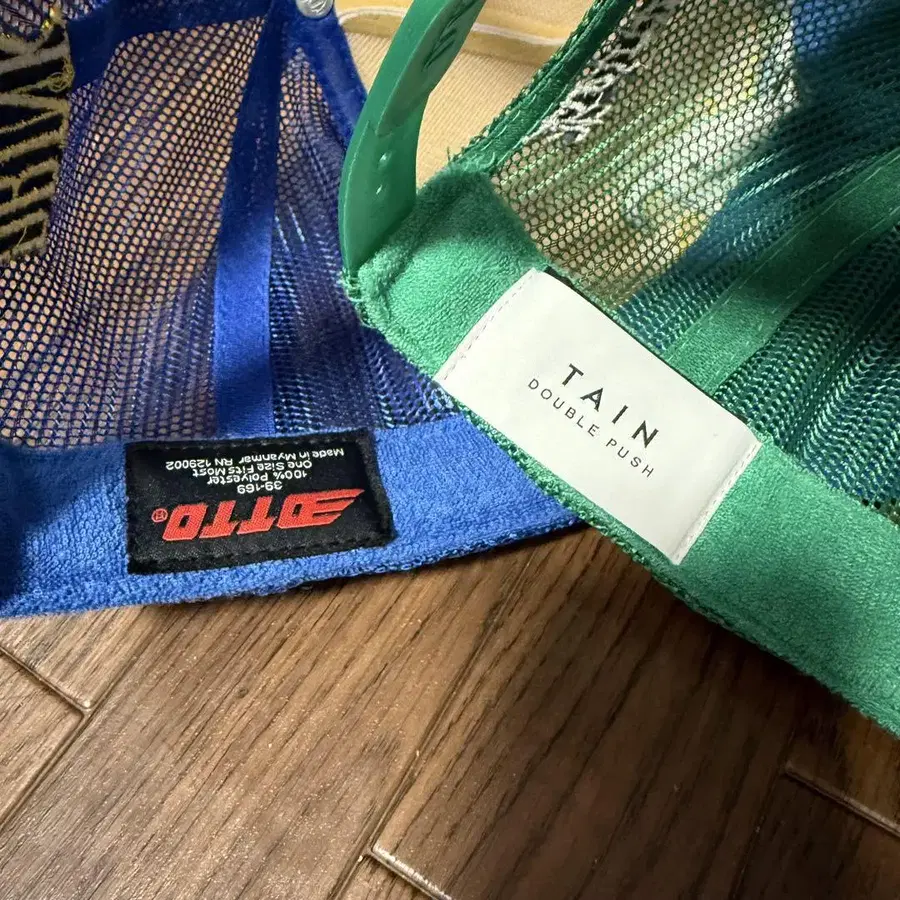 OTTO®
39-169
100% Polyester
One Size Fits Most
Made in Myanmar RN 129002
TAIN
DOUBLE PUSH